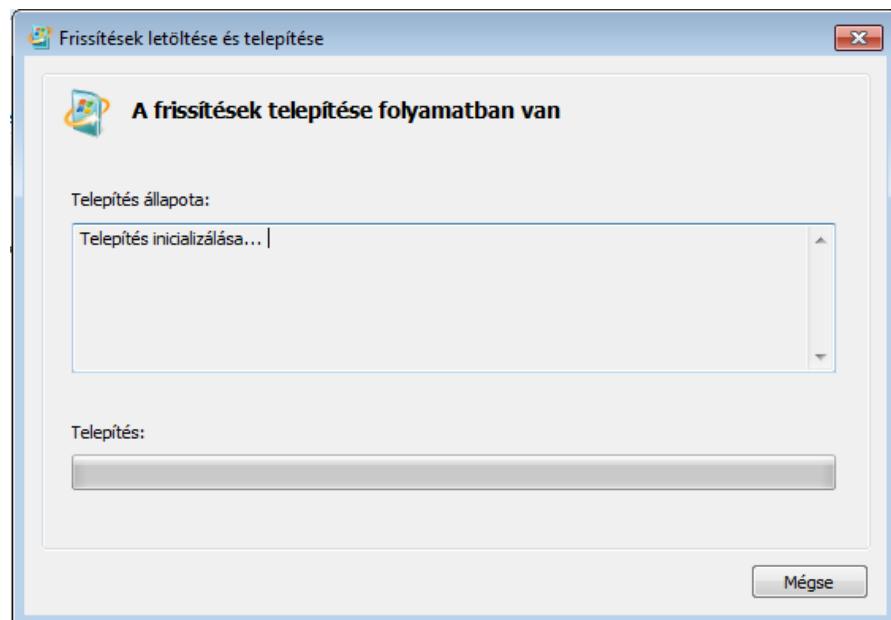 Frissítések letöltése és telepítése
A frissítések telepítése folyamatban van
Telepítés állapota:
Telepítés inicializálása...
Telepítés:
Mégse